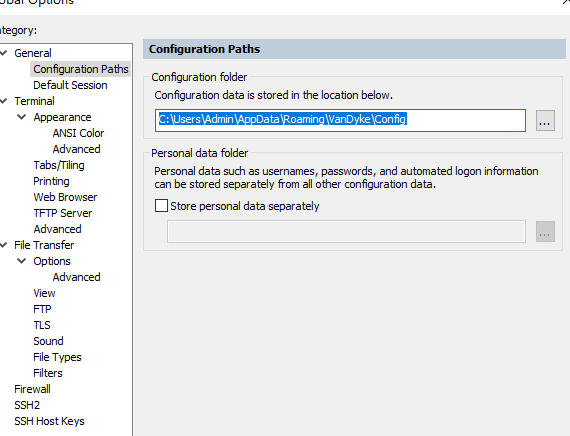 Options
Category:
General
Configuration Paths
Default Session
Terminal
Appearance
ANSI Color
Advanced
Tabs/Tiling
Printing
Web Browser
TFTP Server
Advanced
File Transfer
Options
Advanced
View
FTP
TLS
Sound
File Types
Filters
Firewall
SSH2
SSH Host Keys
Configuration Paths
Configuration folder
Configuration data is stored in the location below.
C:\Users\Admin\AppData\Roaming\VanDyke\Config
...
Personal data folder
Personal data such as usernames, passwords, and automated logon information
can be stored separately from all other configuration data.
Store personal data separately
...